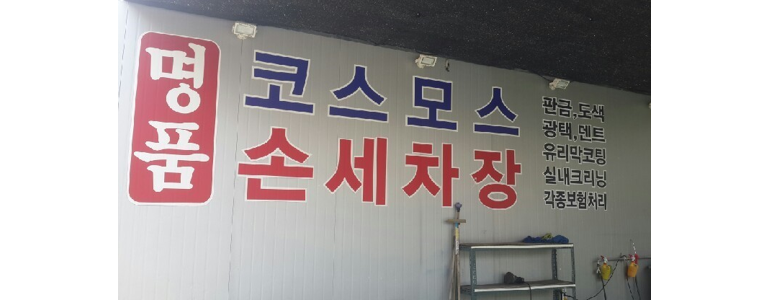 명품
코스모스
손세차장
판금,도색
광택,덴트
유리막코팅
실내크리닝
각종보험처리